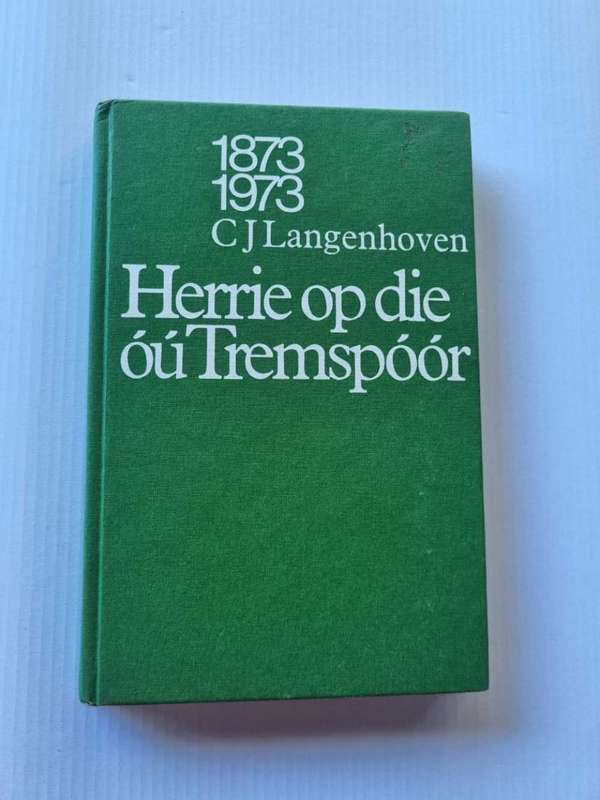 1873
1973
C J Langenhoven
Herrie op die
óú Tremspóór